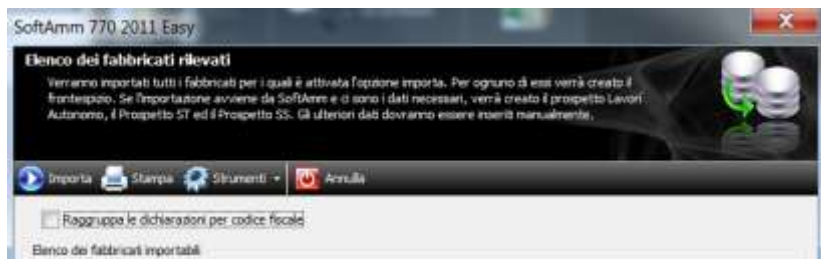 SoftAmm 770 2011 Easy
Elenco dei fabbricati rilevati
Verranno importati tutti i fabbricati per i quali è attivata l'opzione importa. Per ognuno di essi verrà creato il
frontespizio. Se l'importazione avviene da SoftAmm e ci sono i dati necessari, verrà creato il prospetto Lavori
Autonomo, il Prospetto ST ed il Prospetto SS. Gli ulteriori dati dovranno essere inseriti manualmente.
Importa Stampa Strumenti Annulla
Raggruppa le dichiarazioni per codice fiscale
Elenco dei fabbricati importabili